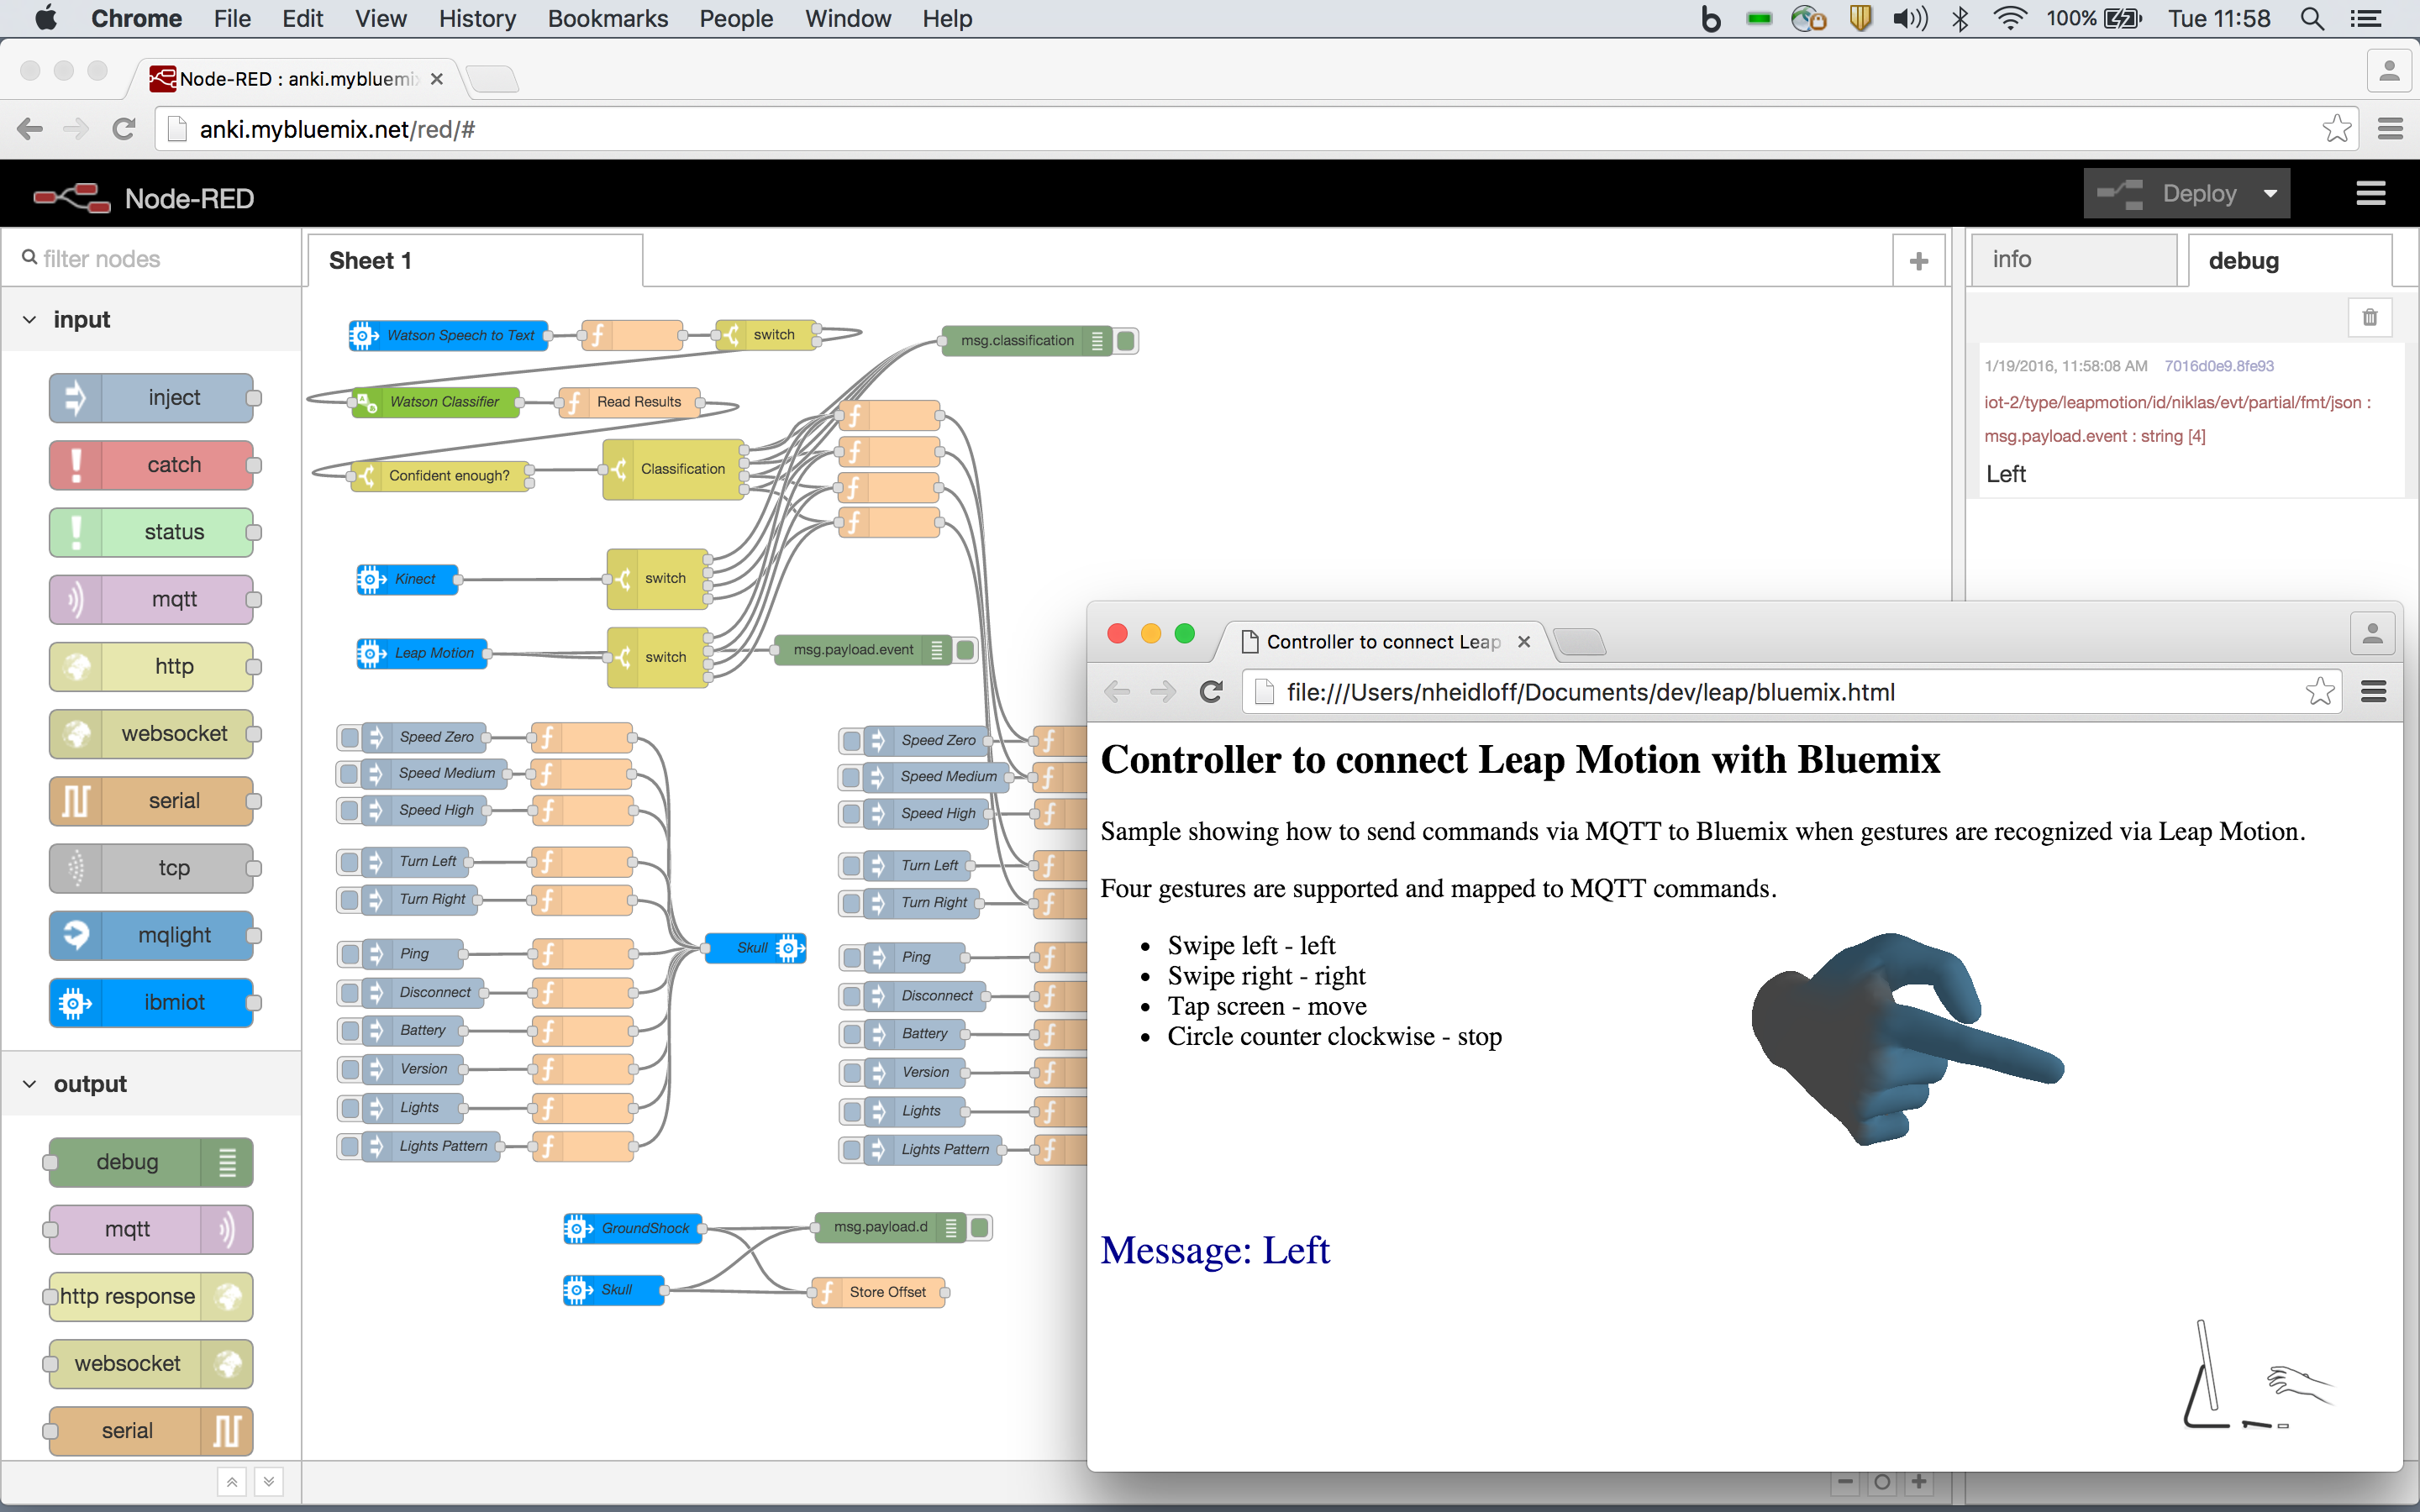 Chrome File Edit View History Bookmarks People Window Help
100% Tue 11:58
Node-RED : anki.mybluemi
anki.mybluemix.net/red/#
Node-RED
Deploy
filter nodes
Sheet 1
info
debug
input
inject
catch
status
mqtt
http
websocket
serial
tcp
mqlight
ibmiot
output
debug
mqtt
http response
websocket
serial
Watson Speech to Text
switch
msg.classification
Watson Classifier
Read Results
Confident enough?
Classification
Kinect
switch
Leap Motion
switch
msg.payload.event
Speed Zero
Speed Medium
Speed High
Turn Left
Turn Right
Ping
Disconnect
Battery
Version
Lights
Lights Pattern
Skull
Speed Zero
Speed Medium
Speed High
Turn Left
Turn Right
Ping
Disconnect
Battery
Version
Lights
Lights Pattern
GroundShock
msg.payload.d
Skull
Store Offset
1/19/2016, 11:58:08 AM 7016d0e9.8fe93
iot-2/type/leapmotion/id/niklas/evt/partial/fmt/json :
msg.payload.event : string [4]
Left
Controller to connect Leap
file:///Users/nheidloff/Documents/dev/leap/bluemix.html
Controller to connect Leap Motion with Bluemix
Sample showing how to send commands via MQTT to Bluemix when gestures are recognized via Leap Motion.
Four gestures are supported and mapped to MQTT commands.
• Swipe left - left
• Swipe right - right
• Tap screen - move
• Circle counter clockwise - stop
Message: Left